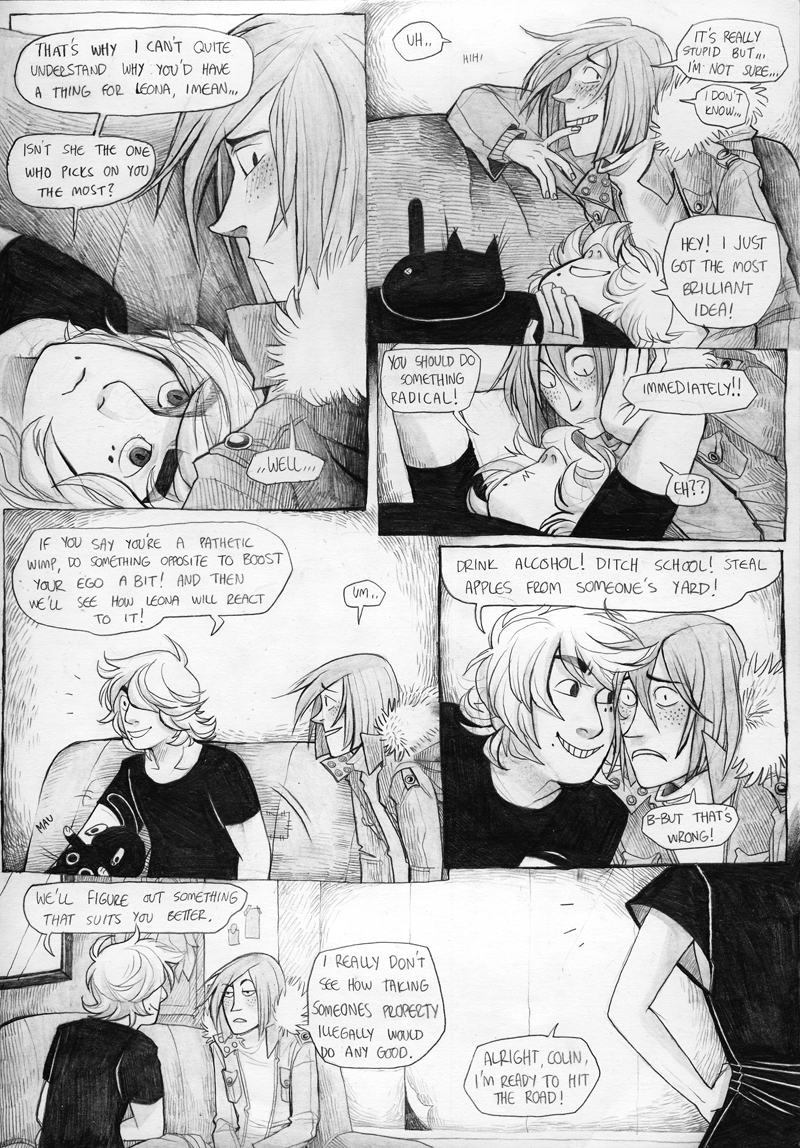 THAT'S WHY I CAN'T QUITE
UNDERSTAND WHY YOU'D HAVE
A THING FOR LEONA, I MEAN...
ISN'T SHE THE ONE
WHO PICKS ON YOU
THE MOST?
..WELL...
UH..
HIHI
IT'S REALLY
STUPID BUT...
I'M NOT SURE...
I DON'T
KNOW...
HEY! I JUST
GOT THE MOST
BRILLIANT
IDEA!
YOU SHOULD DO
SOMETHING
RADICAL!
IMMEDIATELY!!
EH??
IF YOU SAY YOU'RE A PATHETIC
WIMP, DO SOMETHING OPPOSITE TO BOOST
YOUR EGO A BIT! AND THEN
WE'LL SEE HOW LEONA WILL REACT
TO IT!
UM..
MAU
DRINK ALCOHOL! DITCH SCHOOL! STEAL
APPLES FROM SOMEONE'S YARD!
B-BUT THAT'S
WRONG!
WE'LL FIGURE OUT SOMETHING
THAT SUITS YOU BETTER.
I REALLY DON'T
SEE HOW TAKING
SOMEONES PROPERTY
ILLEGALLY WOULD
DO ANY GOOD.
ALRIGHT, COLIN,
I'M READY TO HIT
THE ROAD!